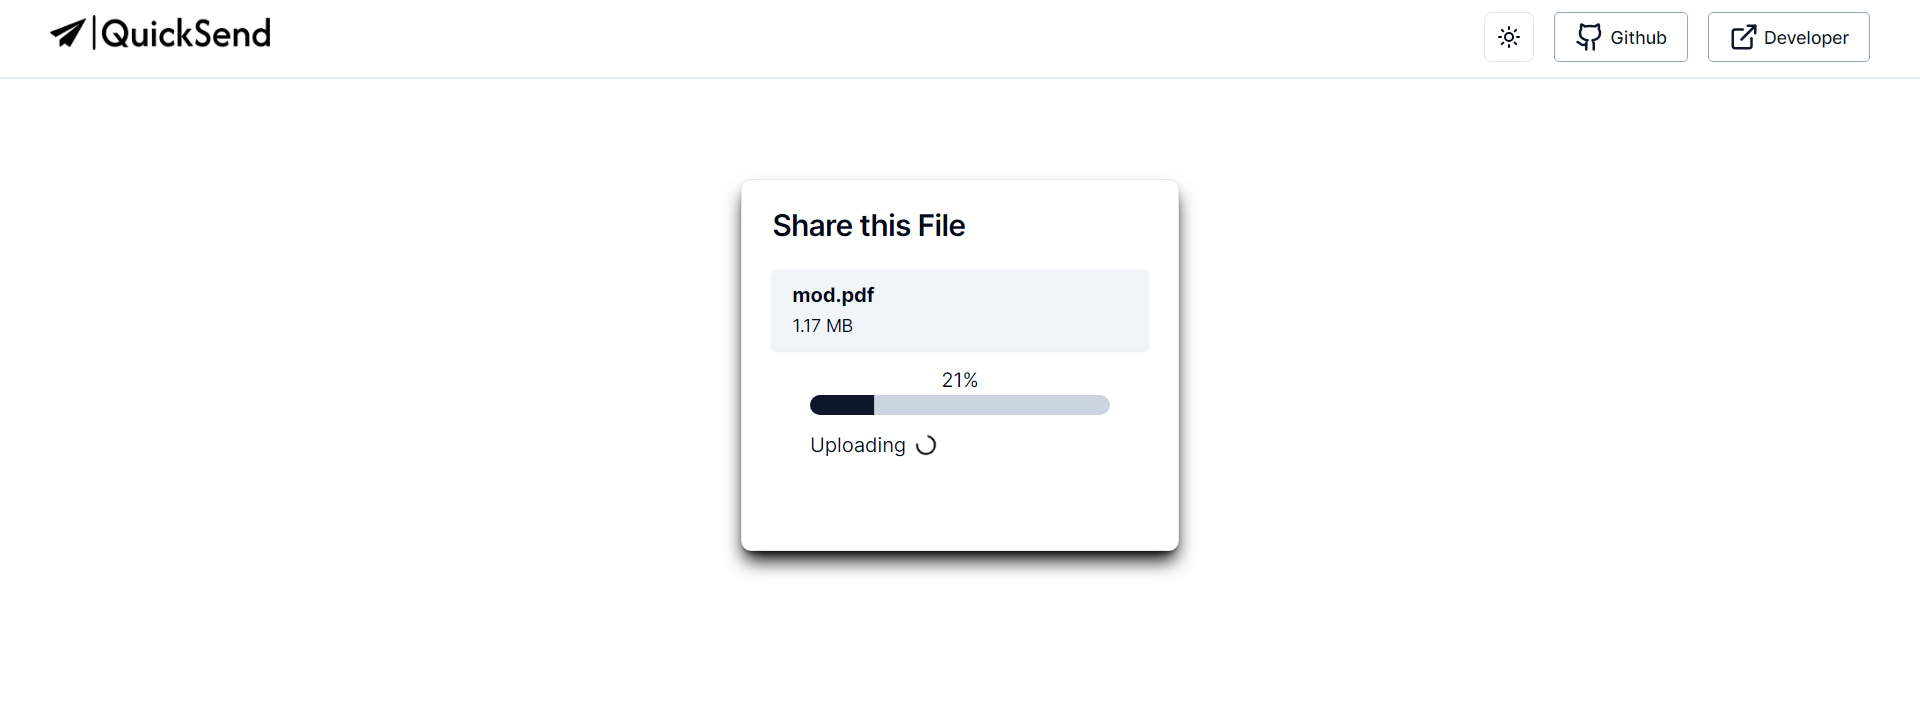 QuickSend
Github
Developer
Share this File
mod.pdf
1.17 MB
21%
Uploading